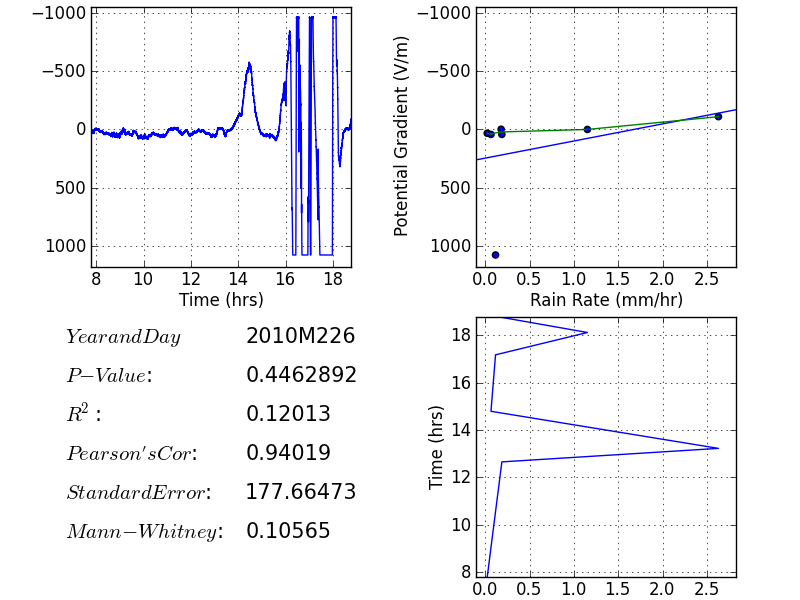 −1000
−500
0
500
1000
8 10 12 14 16 18
Time (hrs)
Potential Gradient (V/m)
−1000
−500
0
500
1000
0.0 0.5 1.0 1.5 2.0 2.5
Rain Rate (mm/hr)
YearandDay 2010M226
P−Value: 0.4462892
R²: 0.12013
Pearson'sCor: 0.94019
StandardError: 177.66473
Mann−Whitney: 0.10565
Time (hrs)
18
16
14
12
10
8
0.0 0.5 1.0 1.5 2.0 2.5